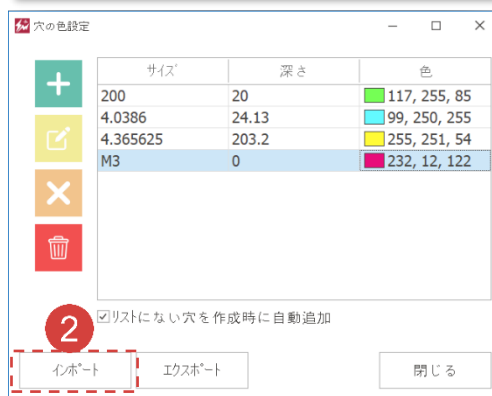 穴の色設定
サイズ 深さ 色
200 20 117, 255, 85
4.0386 24.13 99, 250, 255
4.365625 203.2 255, 251, 54
M3 0 232, 12, 122
リストにない穴を作成時に自動追加
2
インポート エクスポート 閉じる